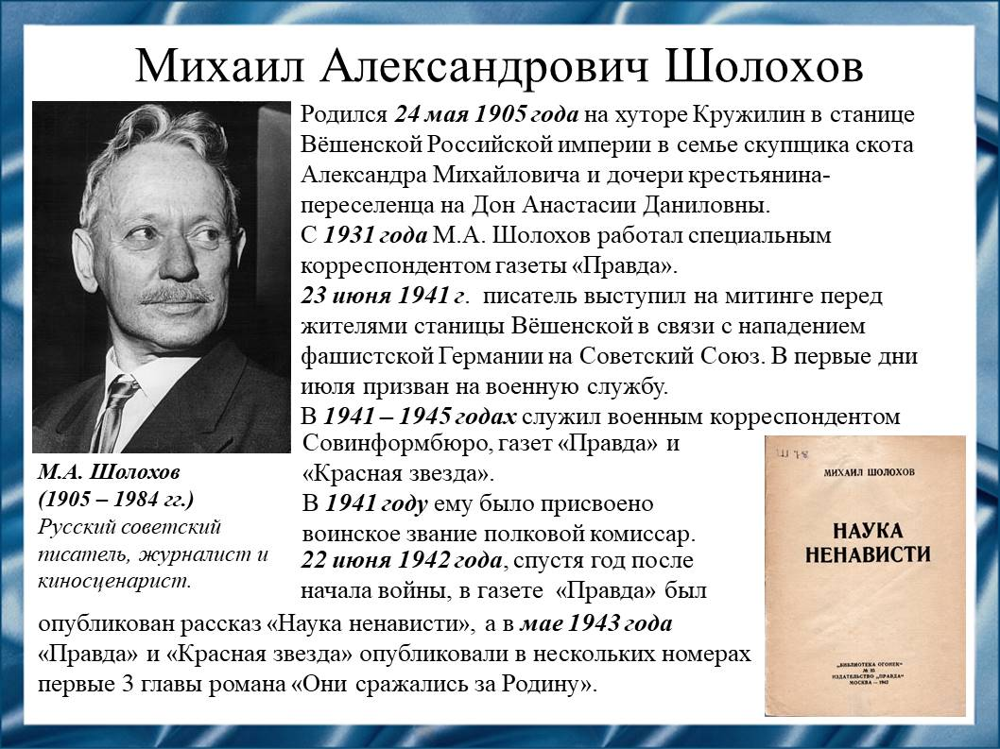 Михаил Александрович Шолохов
Родился 24 мая 1905 года на хуторе Кружилин в станице
Вёшенской Российской империи в семье скупщика скота
Александра Михайловича и дочери крестьянина-
переселенца на Дон Анастасии Даниловны.
С 1931 года М.А. Шолохов работал специальным
корреспондентом газеты «Правда».
23 июня 1941 г.  писатель выступил на митинге перед
жителями станицы Вёшенской в связи с нападением
фашистской Германии на Советский Союз. В первые дни
июля призван на военную службу.
В 1941 – 1945 годах служил военным корреспондентом
Совинформбюро, газет «Правда» и
«Красная звезда».
В 1941 году ему было присвоено
воинское звание полковой комиссар.
22 июня 1942 года, спустя год после
начала войны, в газете  «Правда» был
опубликован рассказ «Наука ненависти», а в мае 1943 года
«Правда» и «Красная звезда» опубликовали в нескольких номерах
первые 3 главы романа «Они сражались за Родину».
М.А. Шолохов
(1905 – 1984 гг.)
Русский советский
писатель, журналист и
киносценарист.
МИХАИЛ ШОЛОХОВ
НАУКА
НЕНАВИСТИ
„БИБЛИОТЕКА ОГОНЕК“
ИЗДАТЕЛЬСТВО „ПРАВДА“
МОСКВА – 1942